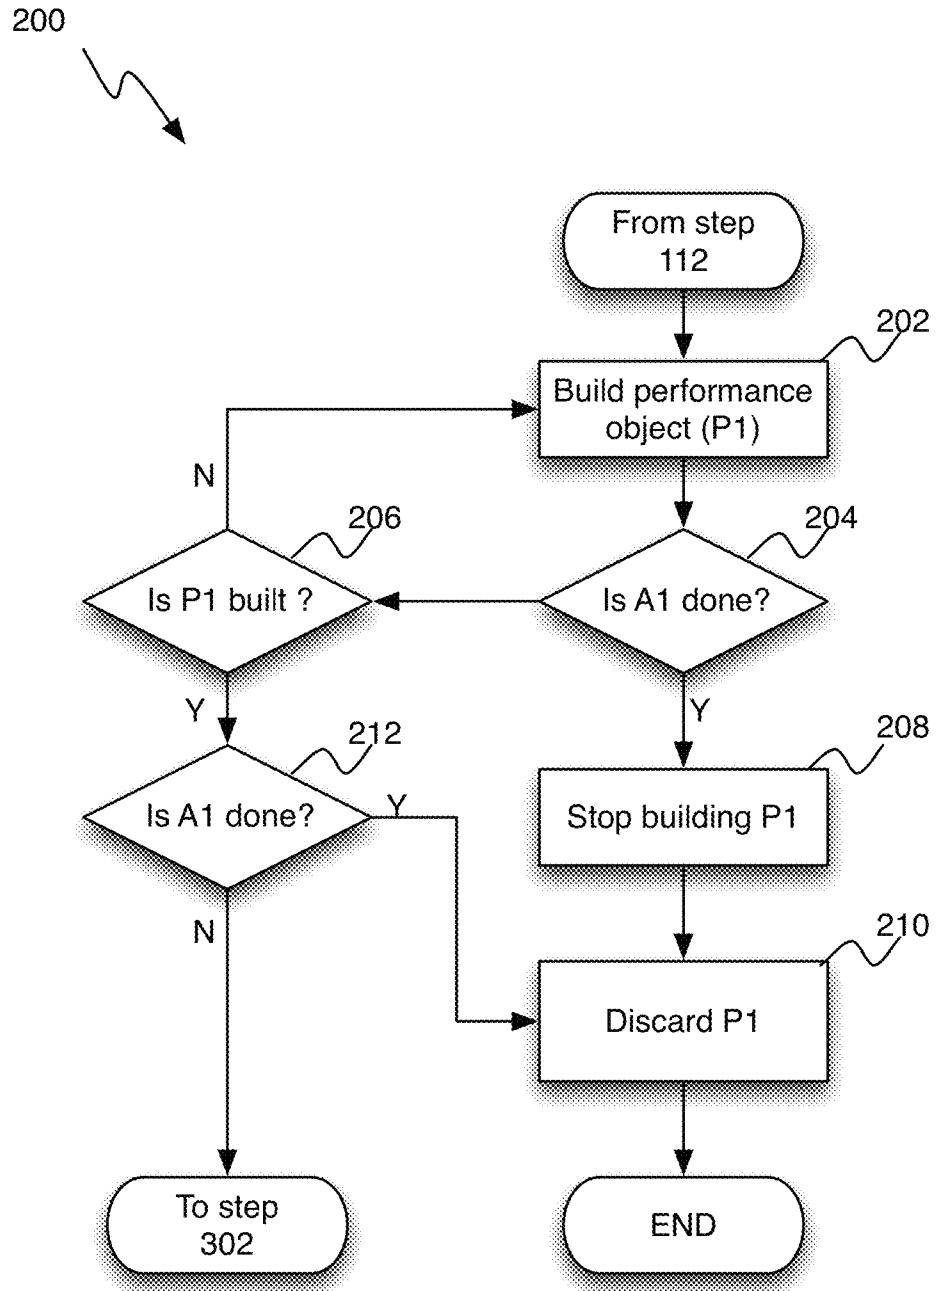 200
From step
112
202
Build performance
object (P1)
N
206
204
Is P1 built ?
Is A1 done?
Y
Y
212
208
Is A1 done?
Y
Stop building P1
N
210
Discard P1
To step
302
END